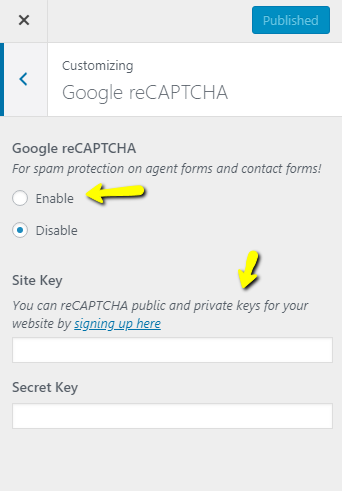 Published
Customizing
Google reCAPTCHA
Google reCAPTCHA
For spam protection on agent forms and contact forms!
Enable
Disable
Site Key
You can reCAPTCHA public and private keys for your
website by signing up here
Secret Key